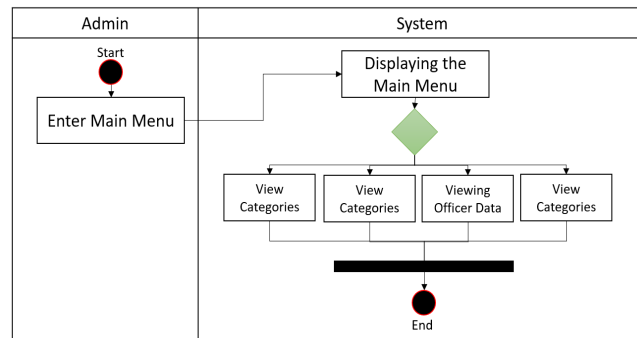 Admin
System
Start
Enter Main Menu
Displaying the
Main Menu
View
Categories
View
Categories
Viewing
Officer Data
View
Categories
End